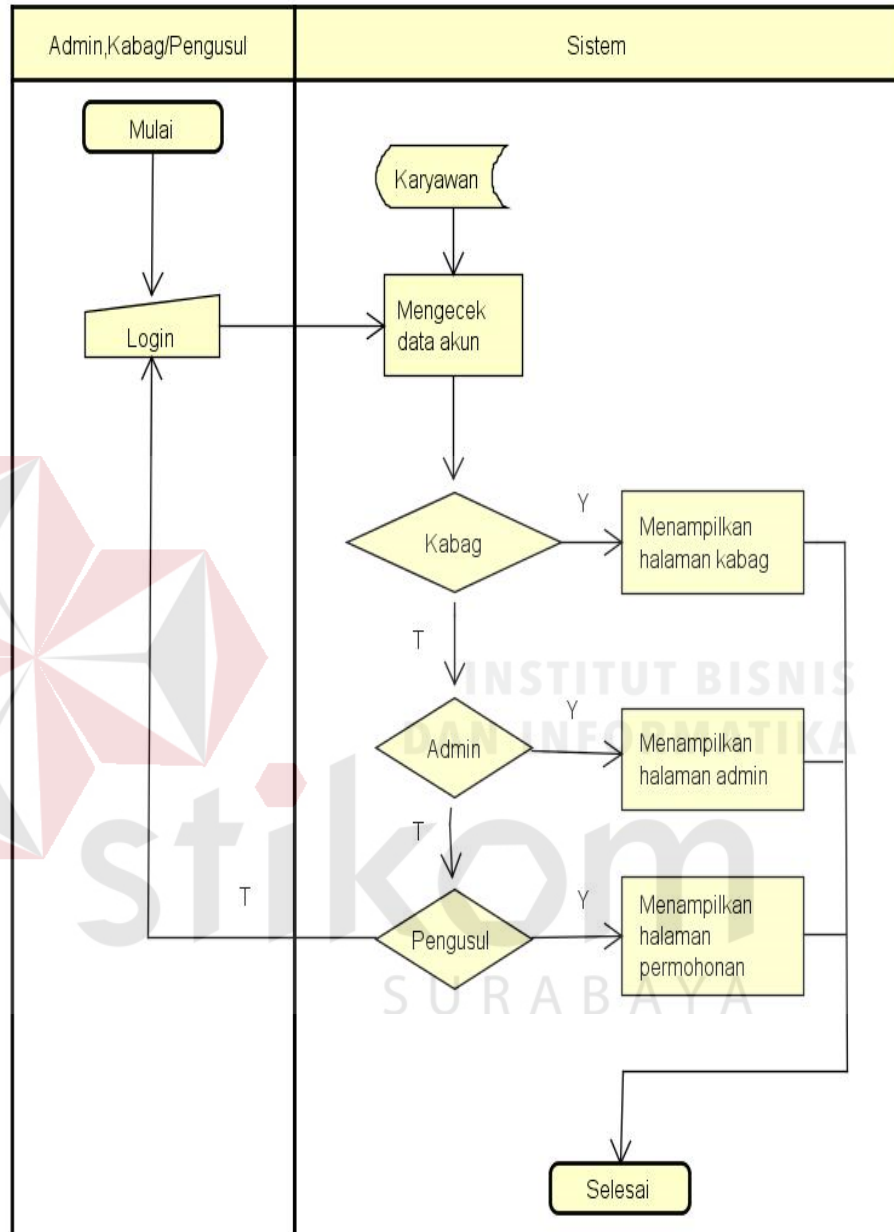 Admin,Kabag/Pengusul
Sistem
Mulai
Karyawan
Login
Mengecek
data akun
Kabag
Y
Menampilkan
halaman kabag
T
INSTITUT BISNIS
DAN INFORMATIKA
Admin
Y
Menampilkan
halaman admin
T
stikom
T
Pengusul
Y
Menampilkan
halaman
permohonan
SURABAYA
Selesai